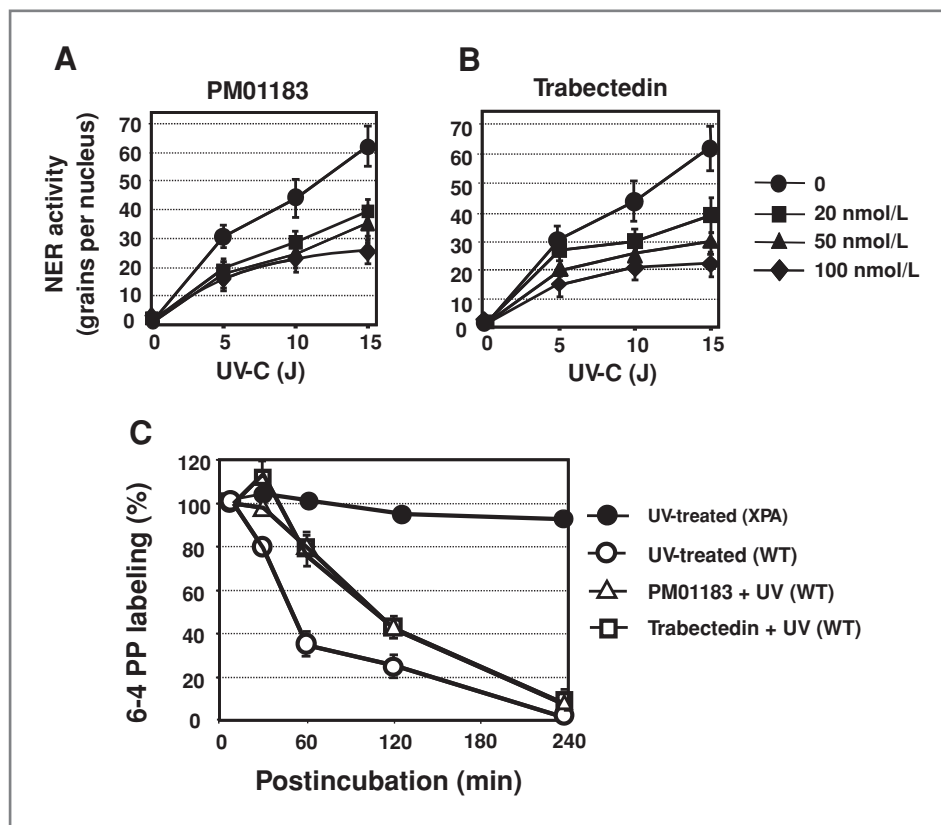 A
PM01183
NER activity
(grains per nucleus)
70
60
50
40
30
20
10
0
0 5 10 15
UV-C (J)
B
Trabectedin
70
60
50
40
30
20
10
0
0 5 10 15
UV-C (J)
0
20 nmol/L
50 nmol/L
100 nmol/L
C
6-4 PP labeling (%)
120
100
80
60
40
20
0
0 60 120 180 240
Postincubation (min)
UV-treated (XPA)
UV-treated (WT)
PM01183 + UV (WT)
Trabectedin + UV (WT)